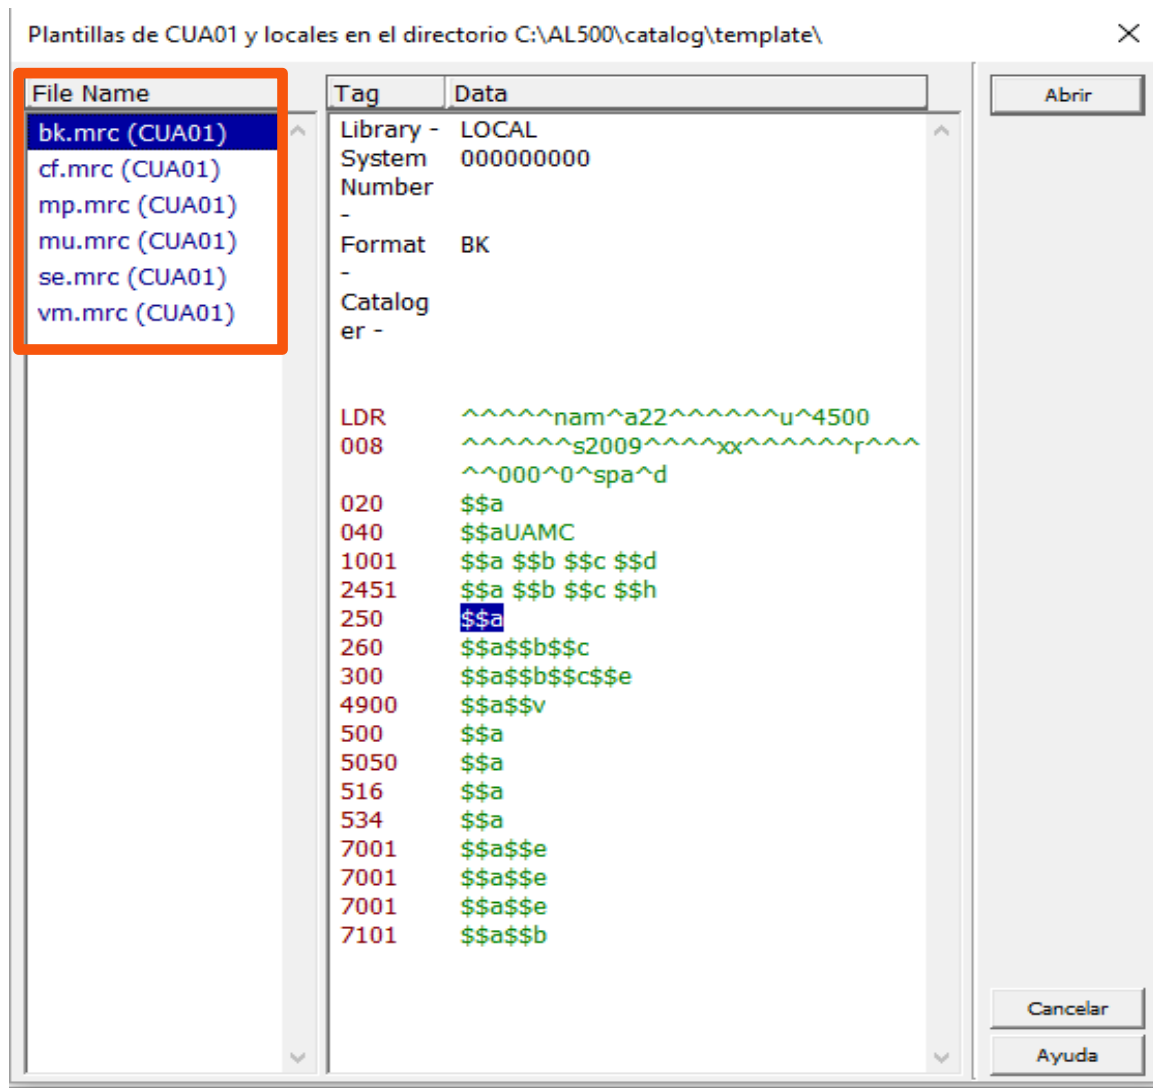 Plantillas de CUA01 y locales en el directorio C:\AL500\catalog\template\
File Name
bk.mrc (CUA01)
cf.mrc (CUA01)
mp.mrc (CUA01)
mu.mrc (CUA01)
se.mrc (CUA01)
vm.mrc (CUA01)
Tag Data
Library - LOCAL
System 000000000
Number
-
Format BK
-
Catalog
er -
LDR ^^^^^nam^a22^^^^^^u^4500
008 ^^^^^^s2009^^^^xx^^^^^^r^^^
^^000^0^spa^d
020 $$a
040 $$aUAMC
1001 $$a $$b $$c $$d
2451 $$a $$b $$c $$h
250 $$a
260 $$a$$b$$c
300 $$a$$b$$c$$e
4900 $$a$$v
500 $$a
5050 $$a
516 $$a
534 $$a
7001 $$a$$e
7001 $$a$$e
7001 $$a$$e
7101 $$a$$b
Abrir
Cancelar
Ayuda